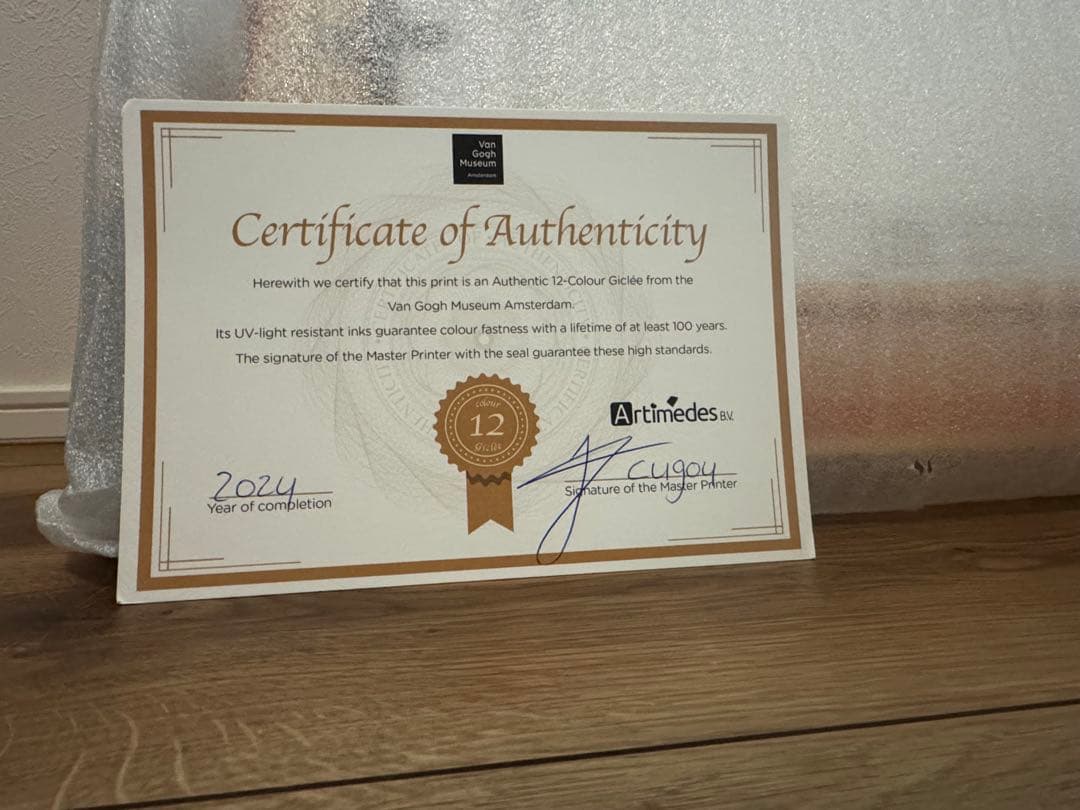 Van
Gogh
Museum
Amsterdam
Certificate of Authenticity
Herewith we certify that this print is an Authentic 12-Colour Giclée from the
Van Gogh Museum Amsterdam.
Its UV-light resistant inks guarantee colour fastness with a lifetime of at least 100 years.
The signature of the Master Printer with the seal guarantee these high standards.
colour
12
Giclée
Artimedes B.V.
2024
Year of completion
Signature of the Master Printer